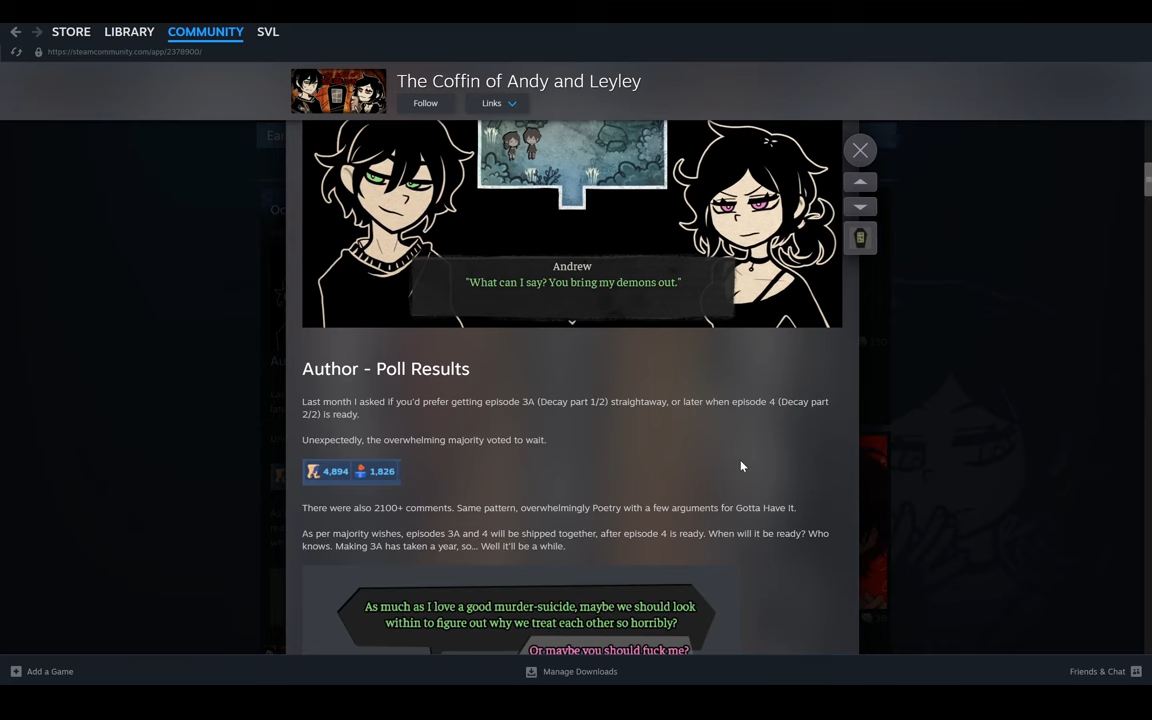 STORE LIBRARY COMMUNITY SVL
https://steamcommunity.com/app/2378900/
The Coffin of Andy and Leyley
Follow Links
Andrew
"What can I say? You bring my demons out."
Author - Poll Results
Last month I asked if you'd prefer getting episode 3A (Decay part 1/2) straightaway, or later when episode 4 (Decay part
2/2) is ready.
Unexpectedly, the overwhelming majority voted to wait.
4,894 1,826
There were also 2100+ comments. Same pattern, overwhelmingly Poetry with a few arguments for Gotta Have It.
As per majority wishes, episodes 3A and 4 will be shipped together, after episode 4 is ready. When will it be ready? Who
knows. Making 3A has taken a year, so... Well it'll be a while.
As much as I love a good murder-suicide, maybe we should look
within to figure out why we treat each other so horribly?
Or maybe you should fuck me?
Add a Game Manage Downloads Friends & Chat